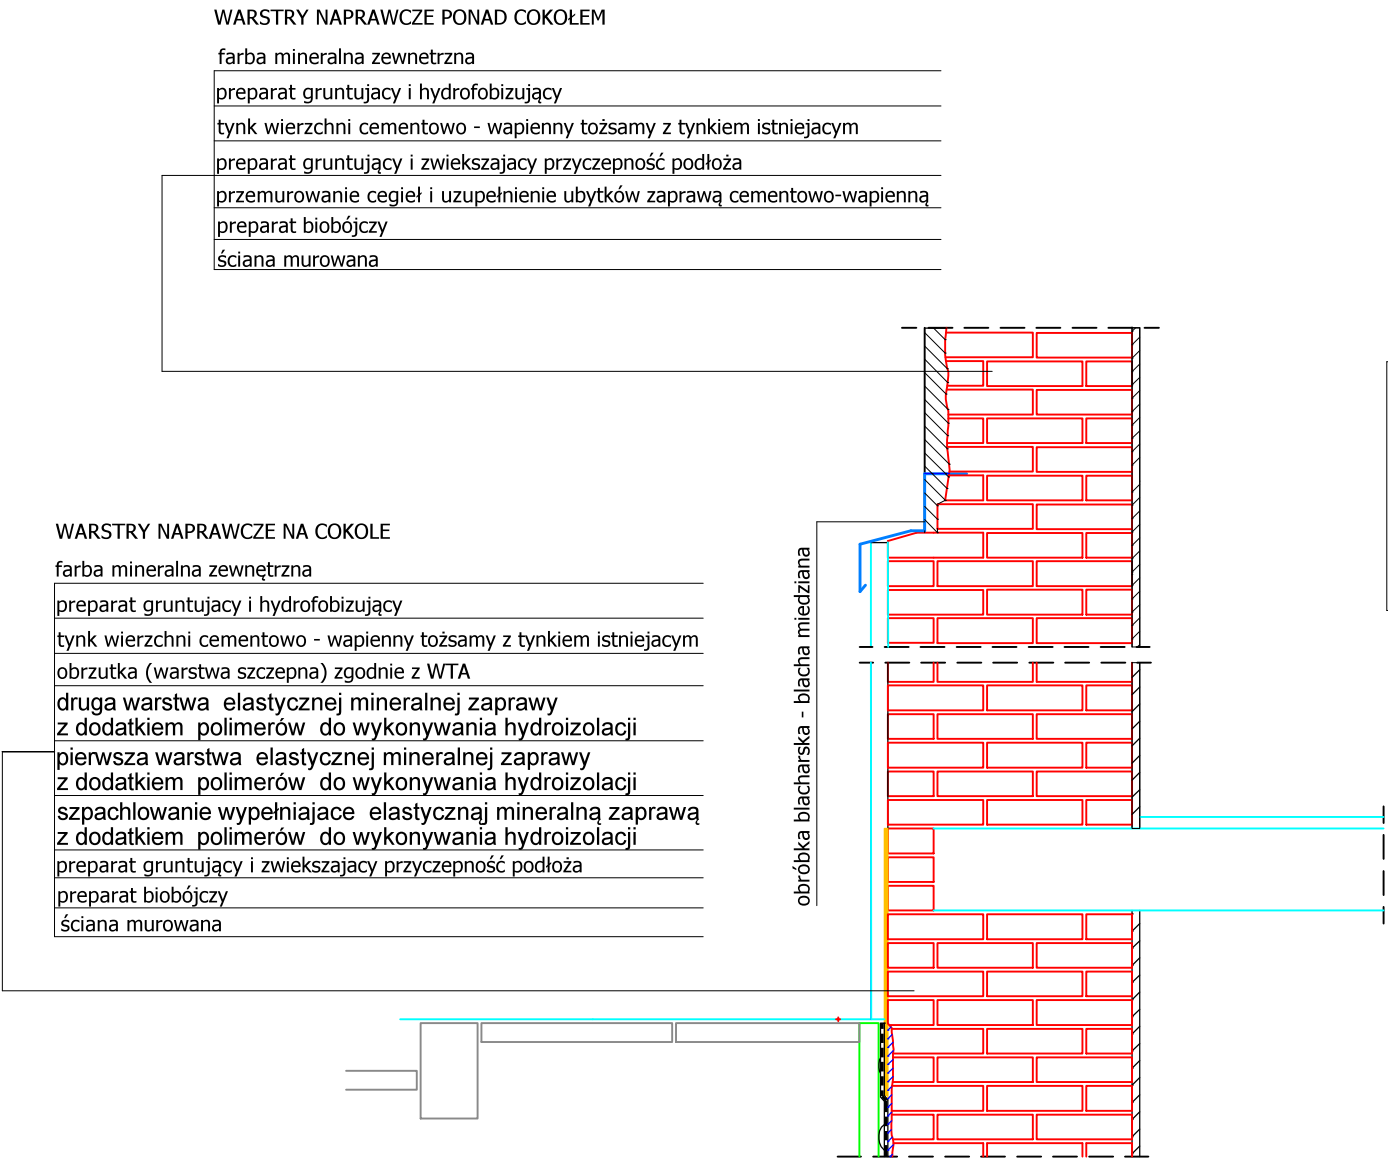 WARSTRY NAPRAWCZE PONAD COKOŁEM
farba mineralna zewnetrzna
preparat gruntujacy i hydrofobizujący
tynk wierzchni cementowo - wapienny tożsamy z tynkiem istniejacym
preparat gruntujący i zwiekszajacy przyczepność podłoża
przemurowanie cegieł i uzupełnienie ubytków zaprawą cementowo-wapienną
preparat biobójczy
ściana murowana
WARSTRY NAPRAWCZE NA COKOLE
farba mineralna zewnętrzna
preparat gruntujacy i hydrofobizujący
tynk wierzchni cementowo - wapienny tożsamy z tynkiem istniejacym
obrzutka (warstwa szczepna) zgodnie z WTA
druga warstwa elastycznej mineralnej zaprawy
z dodatkiem polimerów do wykonywania hydroizolacji
pierwsza warstwa elastycznej mineralnej zaprawy
z dodatkiem polimerów do wykonywania hydroizolacji
szpachlowanie wypełniajace elastycznąj mineralną zaprawą
z dodatkiem polimerów do wykonywania hydroizolacji
preparat gruntujący i zwiekszajacy przyczepność podłoża
preparat biobójczy
ściana murowana
obróbka blacharska - blacha miedziana